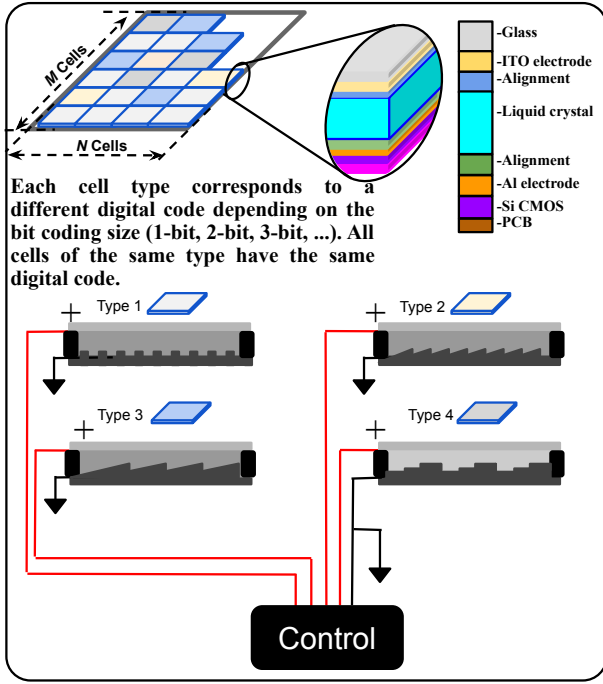 M Cells
N Cells
-Glass
-ITO electrode
-Alignment
-Liquid crystal
-Alignment
-Al electrode
-Si CMOS
-PCB
Each cell type corresponds to a
different digital code depending on the
bit coding size (1-bit, 2-bit, 3-bit, ...). All
cells of the same type have the same
digital code.
Type 1
+
Type 2
+
Type 3
+
Type 4
+
Control